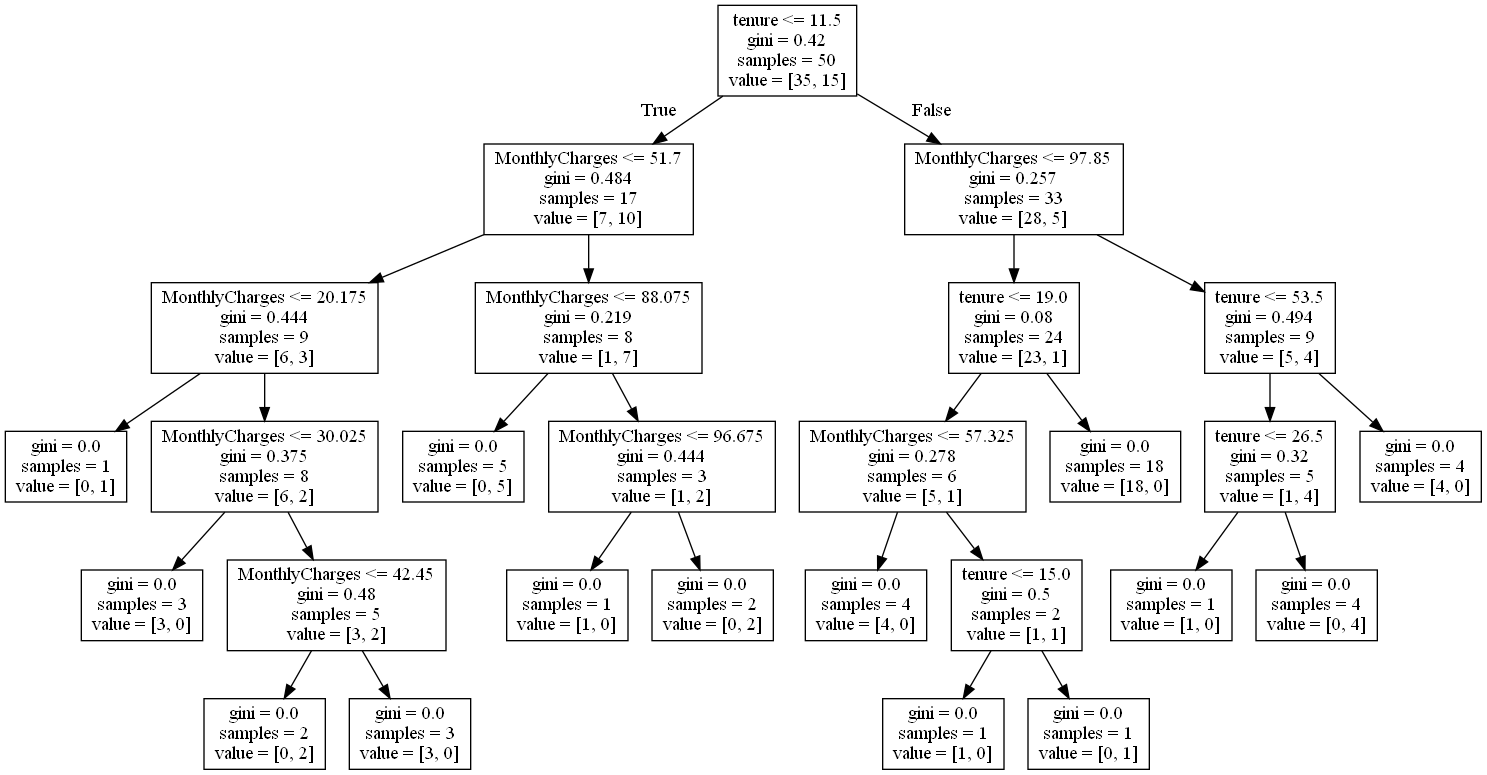 tenure <= 11.5
gini = 0.42
samples = 50
value = [35, 15]
True
False
MonthlyCharges <= 51.7
gini = 0.484
samples = 17
value = [7, 10]
MonthlyCharges <= 97.85
gini = 0.257
samples = 33
value = [28, 5]
MonthlyCharges <= 20.175
gini = 0.444
samples = 9
value = [6, 3]
MonthlyCharges <= 88.075
gini = 0.219
samples = 8
value = [1, 7]
tenure <= 19.0
gini = 0.08
samples = 24
value = [23, 1]
tenure <= 53.5
gini = 0.494
samples = 9
value = [5, 4]
gini = 0.0
samples = 1
value = [0, 1]
MonthlyCharges <= 30.025
gini = 0.375
samples = 8
value = [6, 2]
gini = 0.0
samples = 5
value = [0, 5]
MonthlyCharges <= 96.675
gini = 0.444
samples = 3
value = [1, 2]
MonthlyCharges <= 57.325
gini = 0.278
samples = 6
value = [5, 1]
gini = 0.0
samples = 18
value = [18, 0]
tenure <= 26.5
gini = 0.32
samples = 5
value = [1, 4]
gini = 0.0
samples = 4
value = [4, 0]
gini = 0.0
samples = 3
value = [3, 0]
MonthlyCharges <= 42.45
gini = 0.48
samples = 5
value = [3, 2]
gini = 0.0
samples = 1
value = [1, 0]
gini = 0.0
samples = 2
value = [0, 2]
gini = 0.0
samples = 4
value = [4, 0]
tenure <= 15.0
gini = 0.5
samples = 2
value = [1, 1]
gini = 0.0
samples = 1
value = [1, 0]
gini = 0.0
samples = 4
value = [0, 4]
gini = 0.0
samples = 2
value = [0, 2]
gini = 0.0
samples = 3
value = [3, 0]
gini = 0.0
samples = 1
value = [1, 0]
gini = 0.0
samples = 1
value = [0, 1]